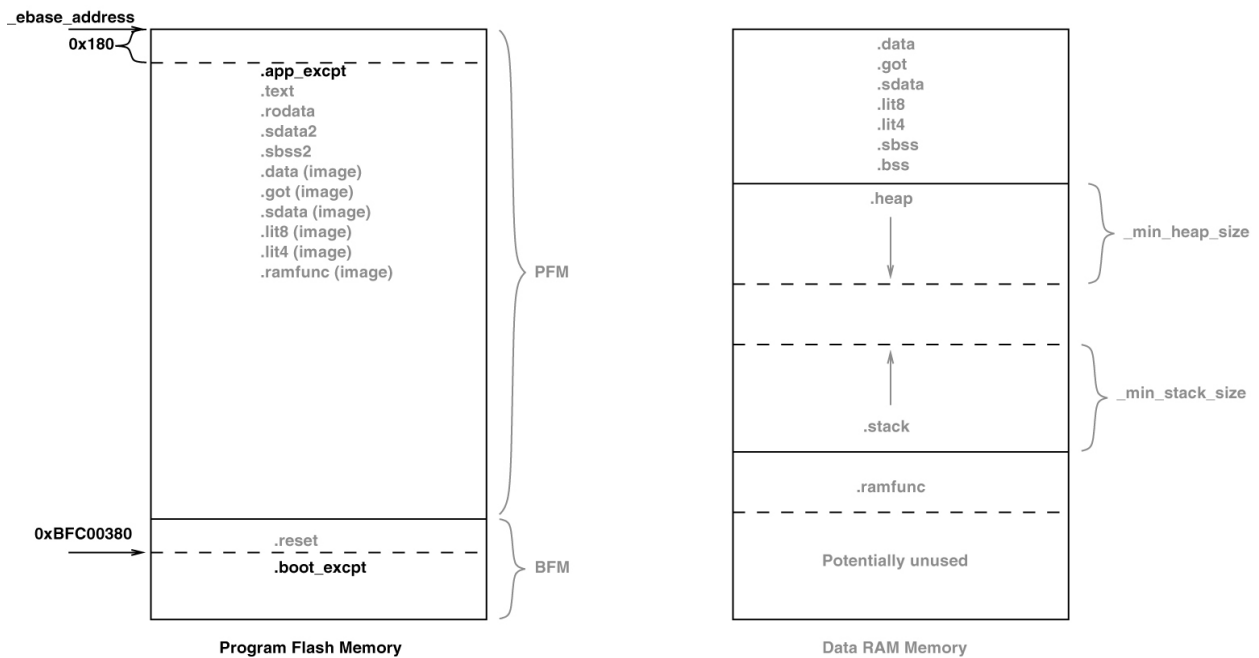 _ebase_address
0x180
.app_excpt
.text
.rodata
.sdata2
.sbss2
.data (image)
.got (image)
.sdata (image)
.lit8 (image)
.lit4 (image)
.ramfunc (image)
PFM
0xBFC00380
.reset
.boot_excpt
BFM
Program Flash Memory
.data
.got
.sdata
.lit8
.lit4
.sbss
.bss
.heap
_min_heap_size
_min_stack_size
.stack
.ramfunc
Potentially unused
Data RAM Memory